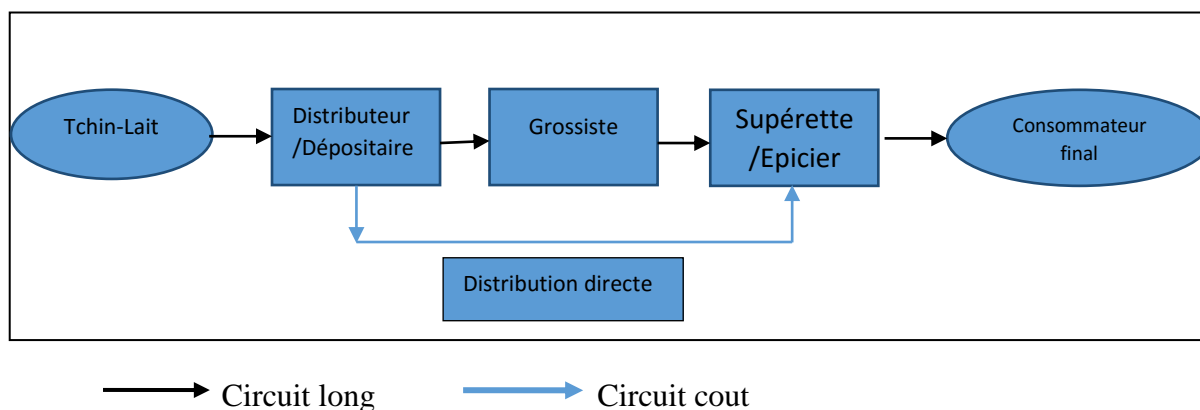 Tchin-Lait
Distributeur
/Dépositaire
Grossiste
Supérette
/Epicier
Consommateur
final
Distribution directe
Circuit long
Circuit cout